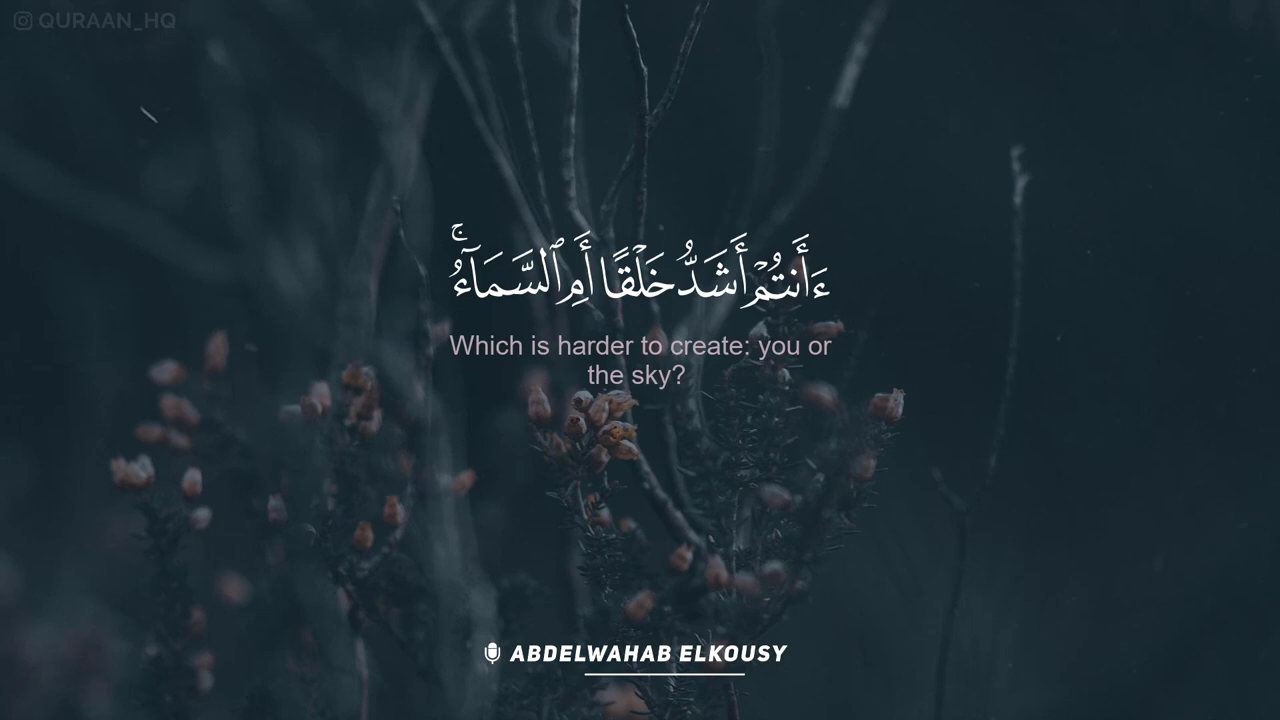 QURAAN_HQ
ءَأَنتُمْ أَشَدُّ خَلْقًا أَمِ ٱلسَّمَآءُ ۚ
Which is harder to create: you or
the sky?
ABDELWAHAB ELKOUSY